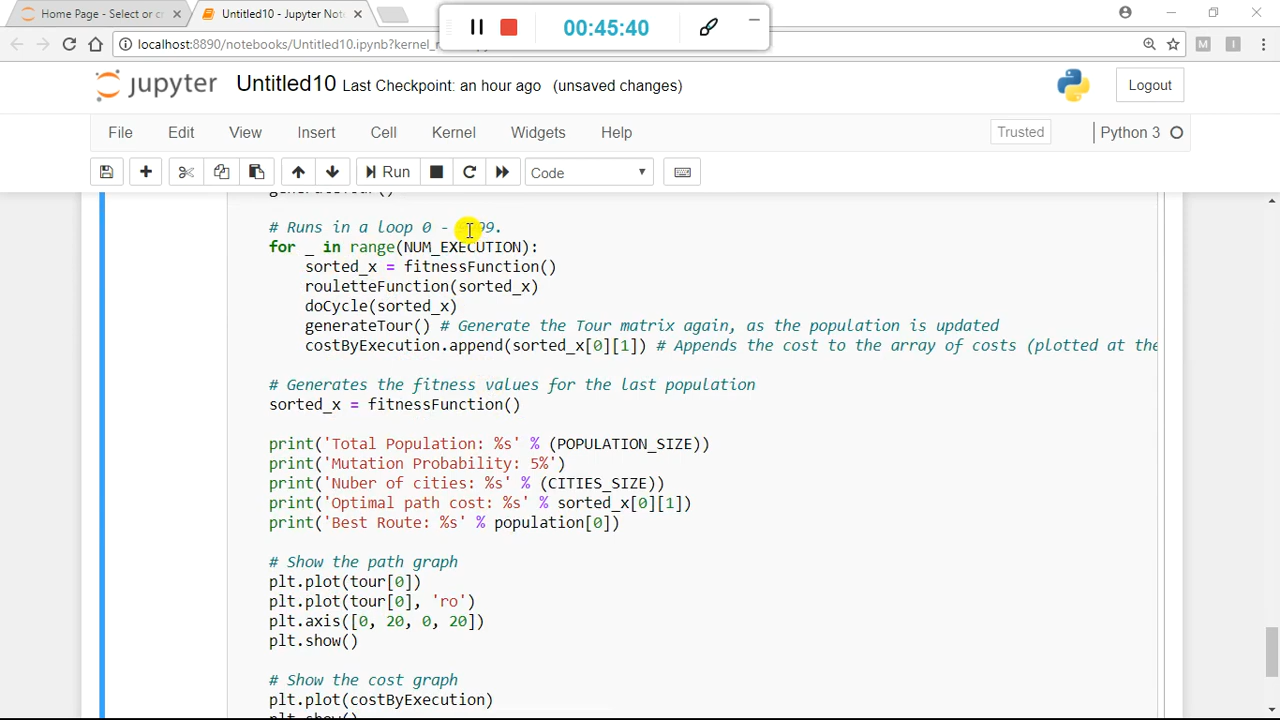 Home Page - Select or c
Untitled10 - Jupyter Not
00:45:40
localhost:8890/notebooks/Untitled10.ipynb?kernel_
jupyter Untitled10 Last Checkpoint: an hour ago (unsaved changes)
Logout
File Edit View Insert Cell Kernel Widgets Help
Trusted
Python 3
Run
Code
generateTour()
# Runs in a loop 0 - 99.
for _ in range(NUM_EXECUTION):
sorted_x = fitnessFunction()
rouletteFunction(sorted_x)
doCycle(sorted_x)
generateTour() # Generate the Tour matrix again, as the population is updated
costByExecution.append(sorted_x[0][1]) # Appends the cost to the array of costs (plotted at the
# Generates the fitness values for the last population
sorted_x = fitnessFunction()
print('Total Population: %s' % (POPULATION_SIZE))
print('Mutation Probability: 5%')
print('Nuber of cities: %s' % (CITIES_SIZE))
print('Optimal path cost: %s' % sorted_x[0][1])
print('Best Route: %s' % population[0])
# Show the path graph
plt.plot(tour[0])
plt.plot(tour[0], 'ro')
plt.axis([0, 20, 0, 20])
plt.show()
# Show the cost graph
plt.plot(costByExecution)
plt.show()